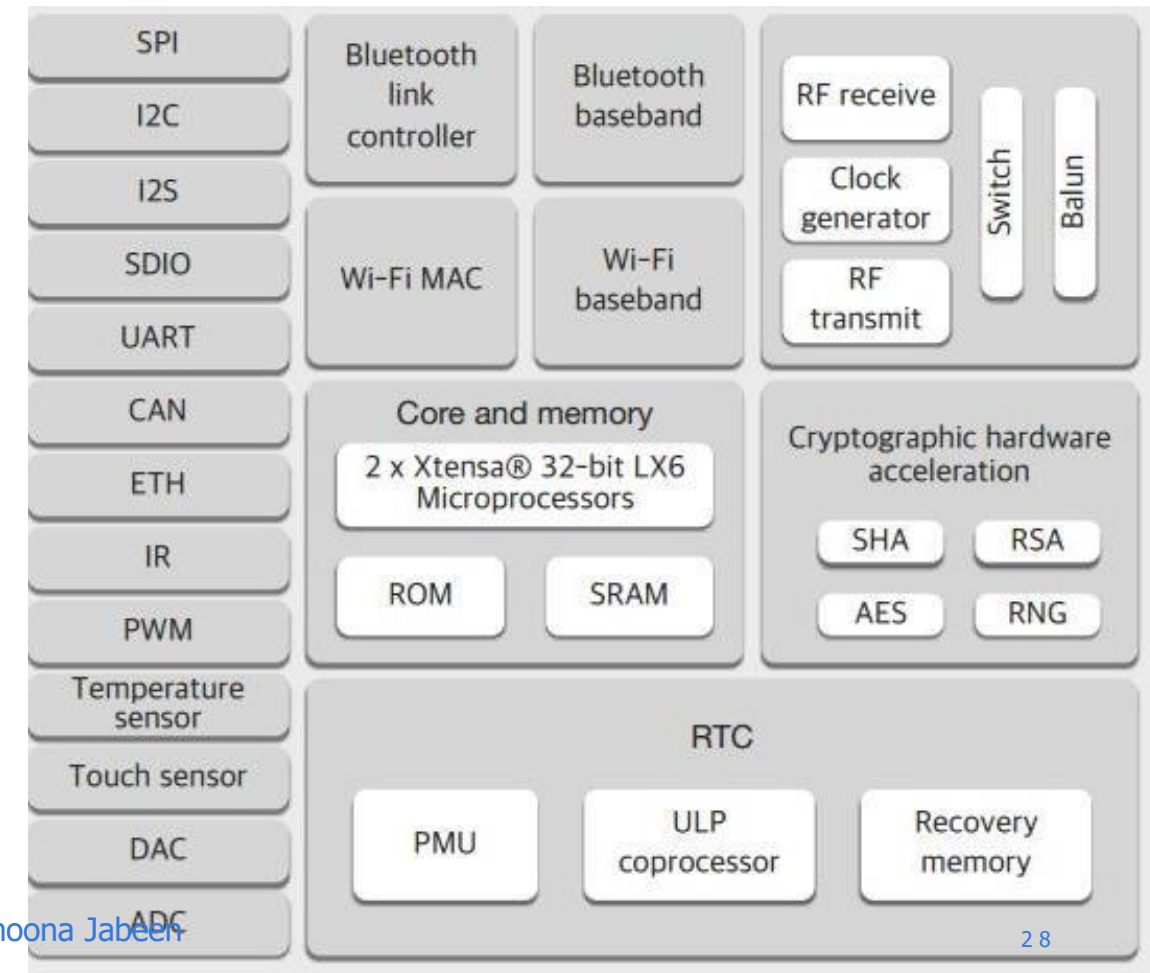 SPI
I2C
I2S
SDIO
UART
CAN
ETH
IR
PWM
Temperature
sensor
Touch sensor
DAC
ADC
Bluetooth
link
controller
Bluetooth
baseband
Wi-Fi MAC
Wi-Fi
baseband
RF receive
Clock
generator
RF
transmit
Switch
Balun
Core and memory
2 x Xtensa® 32-bit LX6
Microprocessors
ROM
SRAM
Cryptographic hardware
acceleration
SHA
RSA
AES
RNG
RTC
PMU
ULP
coprocessor
Recovery
memory
Jabeen
28